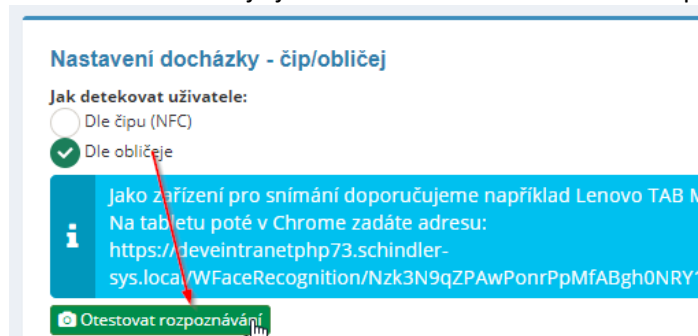 Nastavení docházky - čip/obličej
Jak detekovat uživatele:
Dle čipu (NFC)
Dle obličeje
Jako zařízení pro snímání doporučujeme například Lenovo TAB M
Na tabletu poté v Chrome zadáte adresu:
https://deveintranetphp73.schindler-
sys.local/WFaceRecognition/Nzk3N9qZPAwPonrPpMfABgh0NRY
Otestovat rozpoznávání